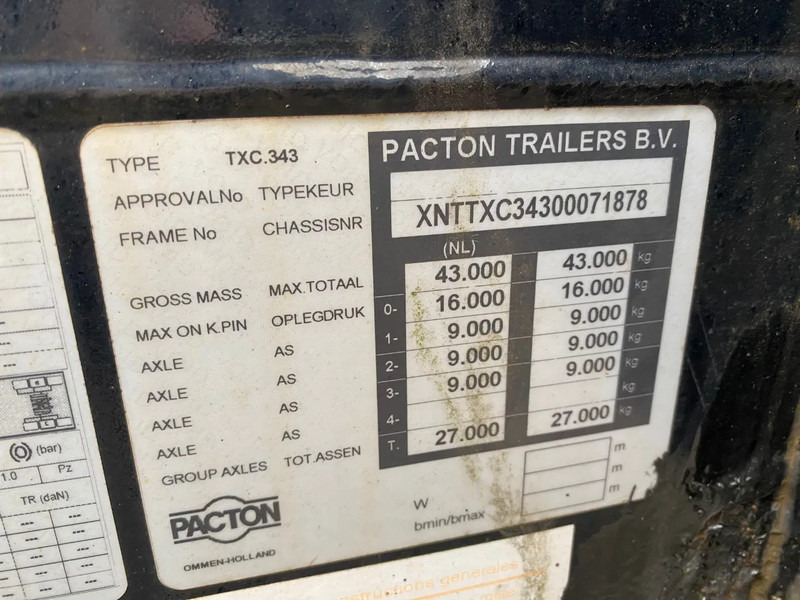 TYPE TXC.343
PACTON TRAILERS B.V.
APPROVALNo TYPEKEUR
FRAME No CHASSISNR XNTTXC34300071878
(NL)
GROSS MASS MAX.TOTAAL 43.000 43.000 kg
MAX ON K.PIN OPLEGDRUK 0- 16.000 16.000 kg
AXLE AS 1- 9.000 9.000 kg
AXLE AS 2- 9.000 9.000 kg
AXLE AS 3- 9.000 9.000 kg
AXLE AS 4- kg
GROUP AXLES TOT.ASSEN T. 27.000 27.000 kg
m
W m
bmin/bmax m
PACTON
OMMEN-HOLLAND
(bar)
1.0 Pz
TR (daN)
--- ---
--- ---
--- ---
--- ---
generales